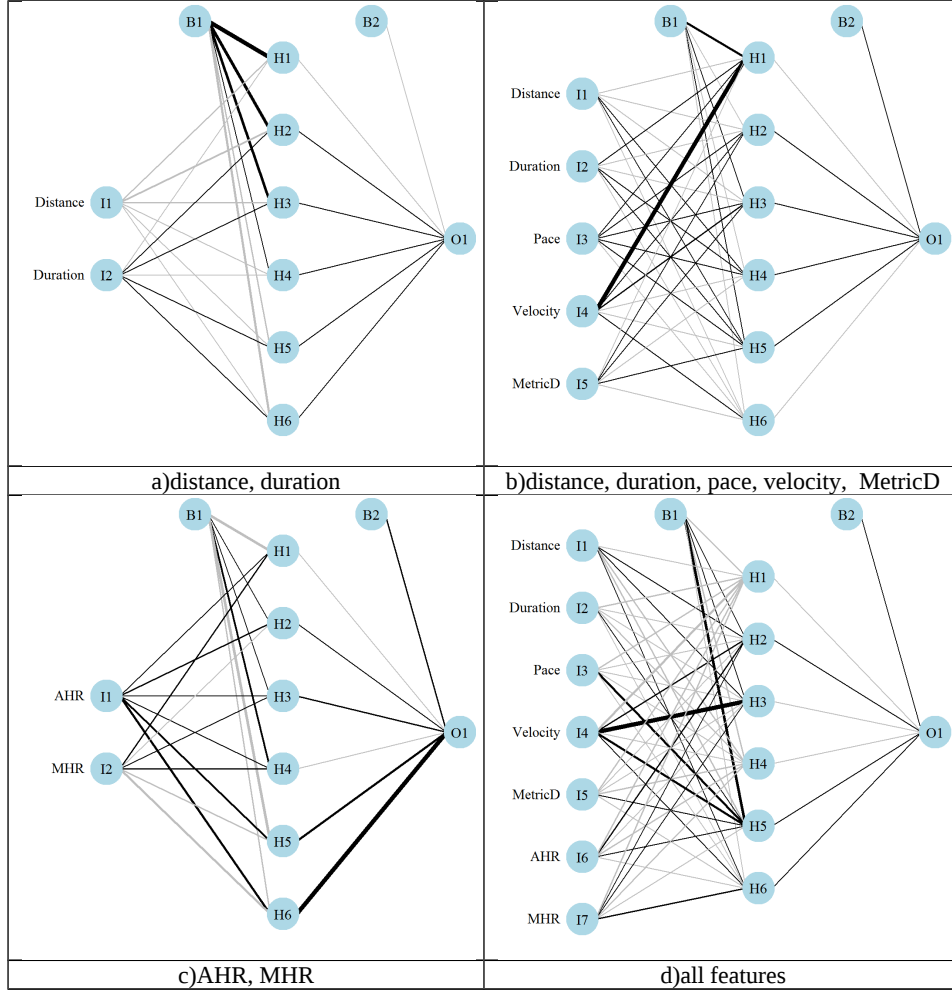 B1
B2
H1
H2
Distance
I1
H3
O1
Duration
I2
H4
H5
H6
a)distance, duration
B1
B2
H1
Distance
I1
H2
Duration
I2
H3
Pace
I3
O1
H4
Velocity
I4
H5
MetricD
I5
H6
b)distance, duration, pace, velocity, MetricD
B1
B2
H1
H2
AHR
I1
H3
O1
MHR
I2
H4
H5
H6
c)AHR, MHR
B1
B2
Distance
I1
H1
Duration
I2
H2
Pace
I3
H3
Velocity
I4
O1
H4
MetricD
I5
H5
AHR
I6
H6
MHR
I7
d)all features